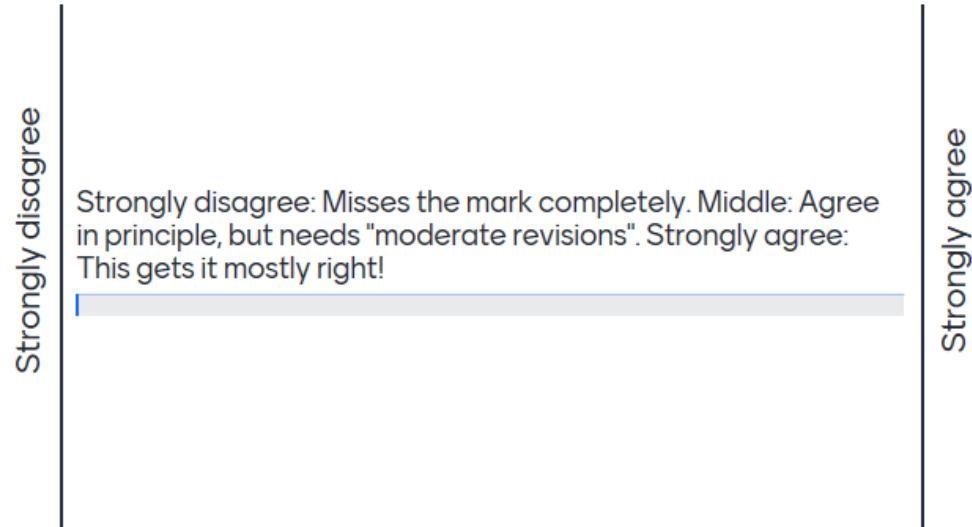 Strongly disagree
Strongly disagree: Misses the mark completely. Middle: Agree
in principle, but needs "moderate revisions". Strongly agree:
This gets it mostly right!
Strongly agree